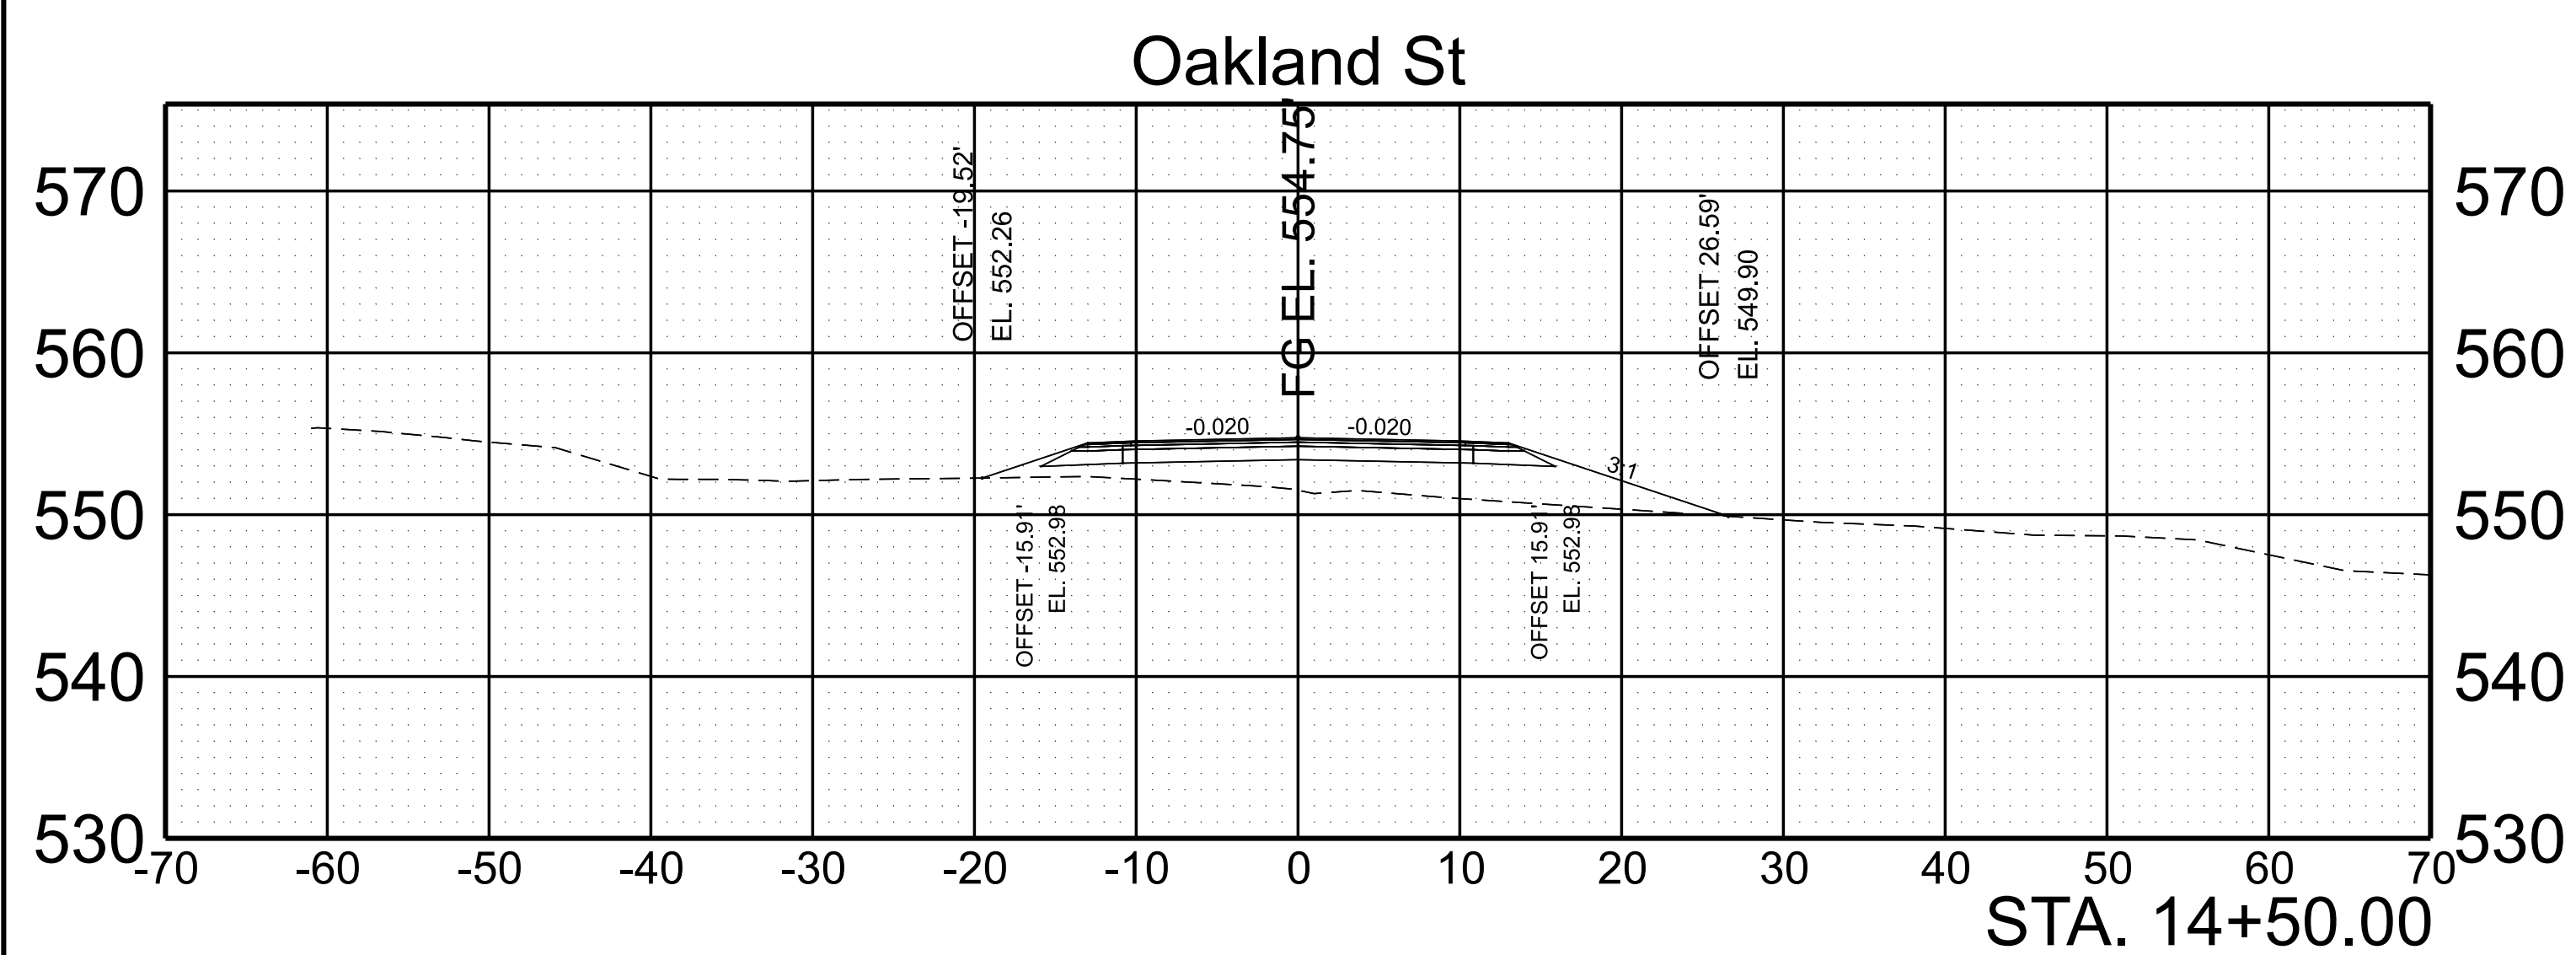 Oakland St
OFFSET -19.52'
EL. 552.26
FG EL. 554.75'
OFFSET 26.59'
EL. 549.90
570
570
560
560
-0.020
-0.020
3:1
550
550
OFFSET -15.91'
EL. 552.98
OFFSET 15.91'
EL. 552.98
540
540
530
530
-70 -60 -50 -40 -30 -20 -10 0 10 20 30 40 50 60 70
STA. 14+50.00